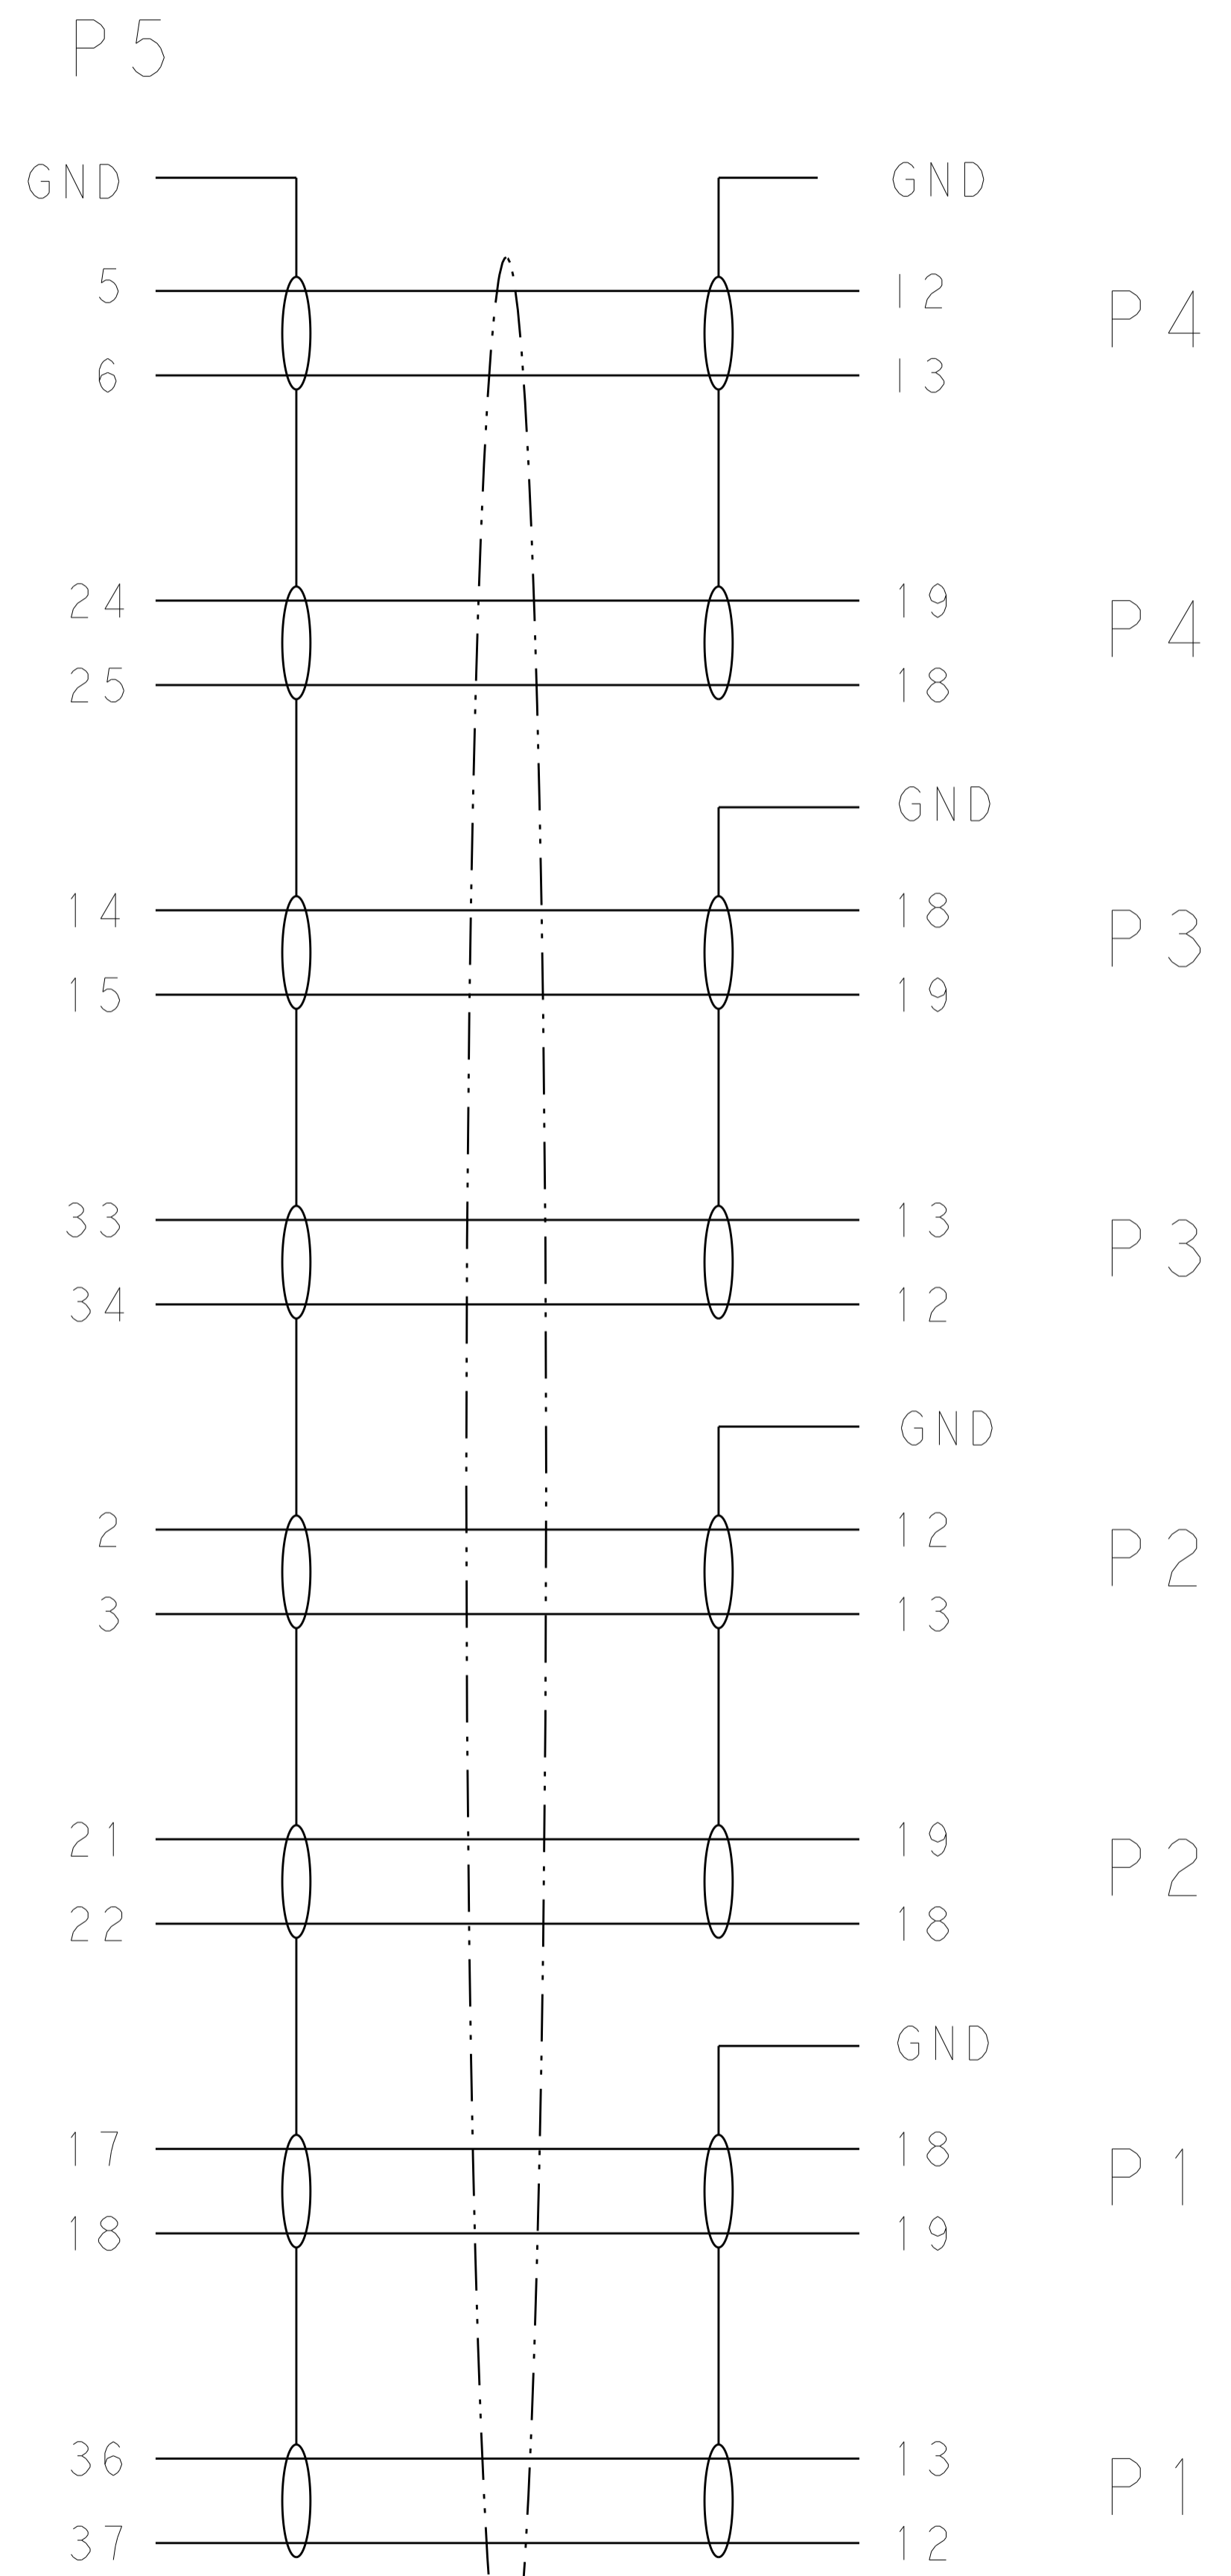 P5
GND GND
5 12 P4
6 13
24 19 P4
25 18
GND
14 18 P3
15 19
33 13 P3
34 12
GND
2 12 P2
3 13
21 19 P2
22 18
GND
17 18 P1
18 19
36 13 P1
37 12